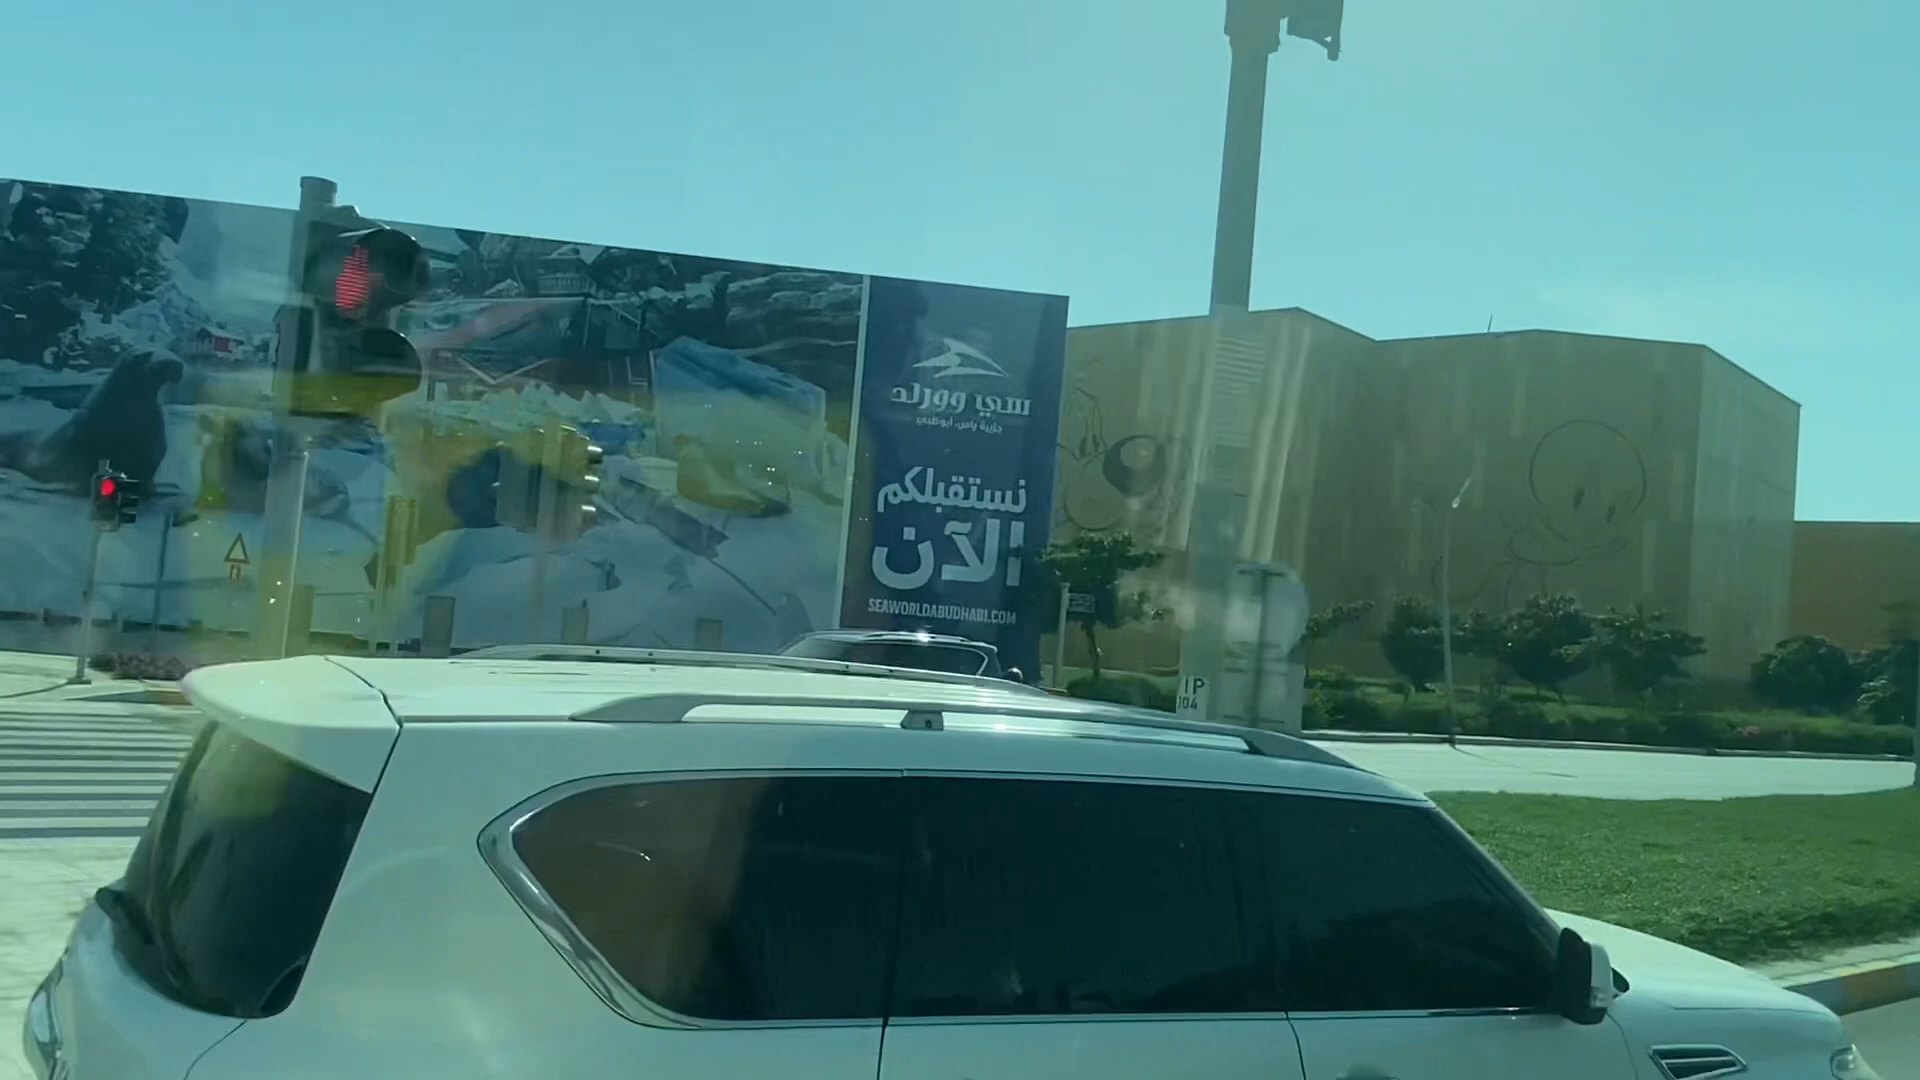 سي وورلد
جزيرة ياس، أبوظبي
نستقبلكم
الآن
SEAWORLDABUDHABI.COM
IP
104